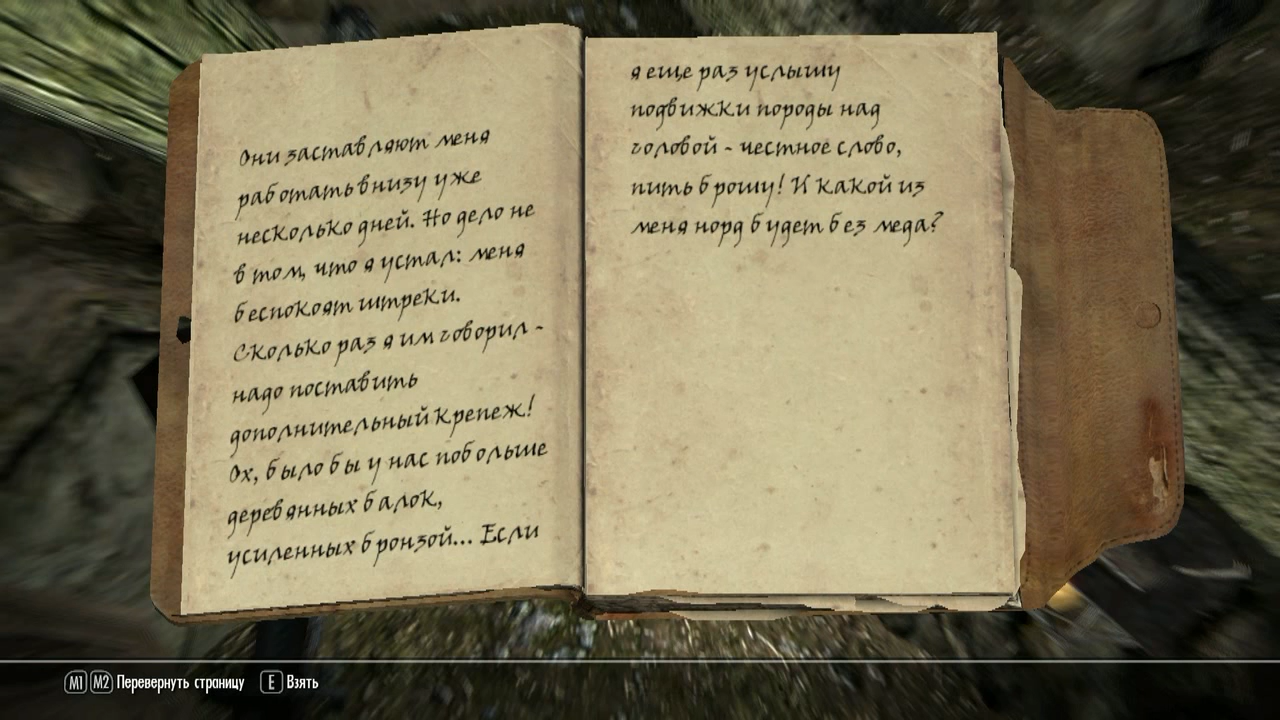 Они заставляют меня
работать внизу уже
несколько дней. Но дело не
в том, что я устал: меня
беспокоят штреки.
Сколько раз я им говорил -
надо поставить
дополнительный крепеж!
Ох, было бы у нас побольше
деревянных балок,
усиленных бронзой... Если
я еще раз услышу
подвижки породы над
головой - честное слово,
пить брошу! И какой из
меня норд будет без меда?
M1 M2 Перевернуть страницу E Взять